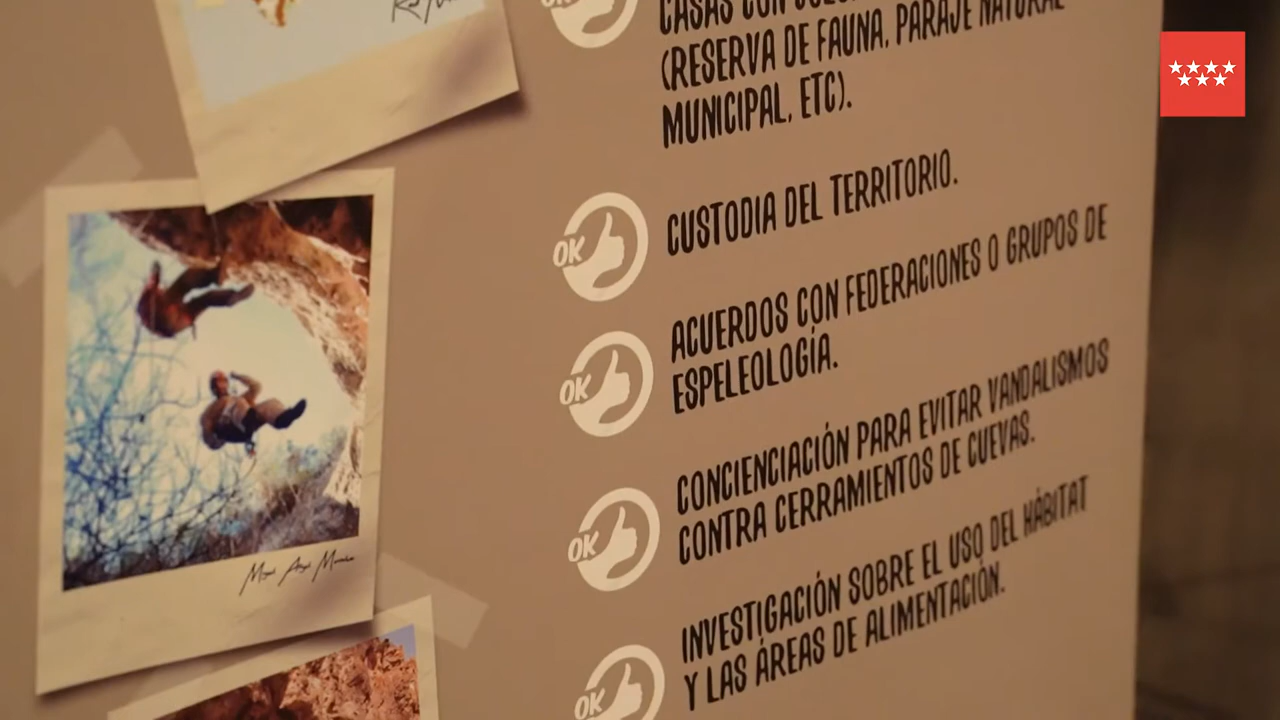 CASAS CON
(RESERVA DE FAUNA, PARAJE NATURAL
MUNICIPAL, ETC).
OK
CUSTODIA DEL TERRITORIO.
OK
ACUERDOS CON FEDERACIONES O GRUPOS DE
ESPELEOLOGÍA.
OK
CONCIENCIACIÓN PARA EVITAR VANDALISMOS
CONTRA CERRAMIENTOS DE CUEVAS.
OK
INVESTIGACIÓN SOBRE EL USO DEL HÁBITAT
Y LAS ÁREAS DE ALIMENTACIÓN.
OK